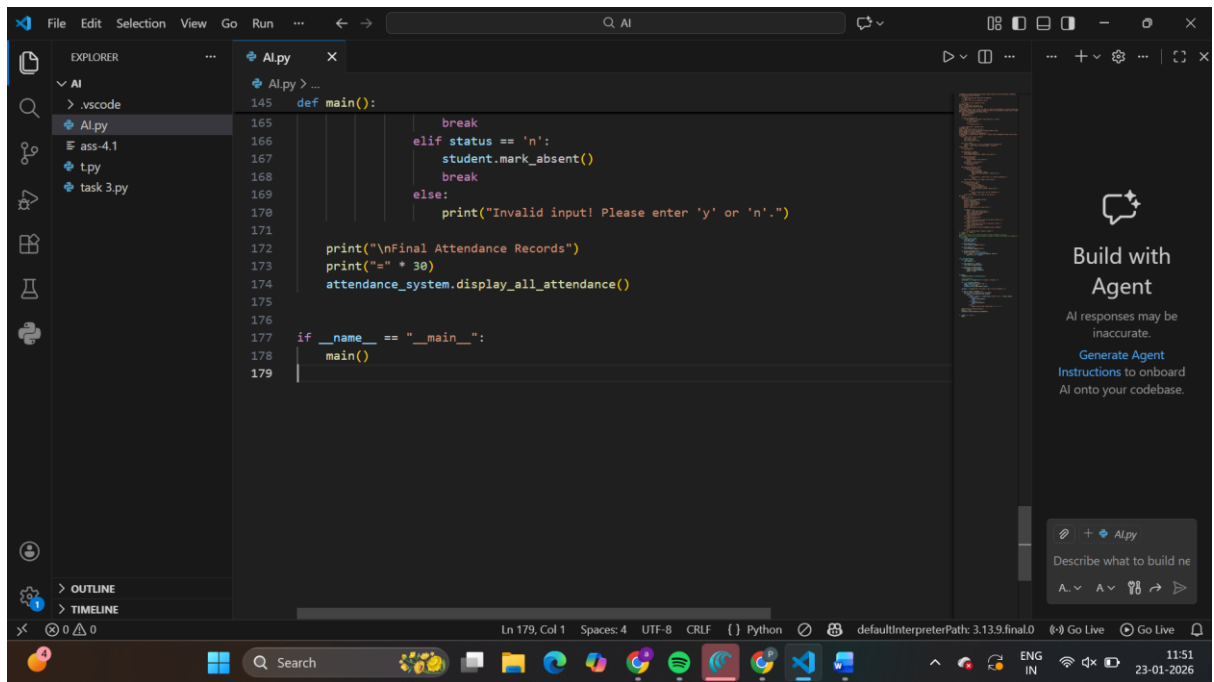 File Edit Selection View Go Run ··· AI
EXPLORER ···
AI
.vscode
AI.py
ass-4.1
t.py
task 3.py
OUTLINE
TIMELINE
AI.py
AI.py > ...
145 def main():
165 break
166 elif status == 'n':
167 student.mark_absent()
168 break
169 else:
170 print("Invalid input! Please enter 'y' or 'n'.")
171
172 print("\nFinal Attendance Records")
173 print("=" * 30)
174 attendance_system.display_all_attendance()
175
176
177 if __name__ == "__main__":
178 main()
179
Build with
Agent
AI responses may be
inaccurate.
Generate Agent
Instructions to onboard
AI onto your codebase.
AI.py
Describe what to build ne
A.. A
1
0 0 Ln 179, Col 1 Spaces: 4 UTF-8 CRLF { } Python defaultInterpreterPath: 3.13.9.final.0 Go Live Go Live
4 Search ENG 11:51
IN 23-01-2026